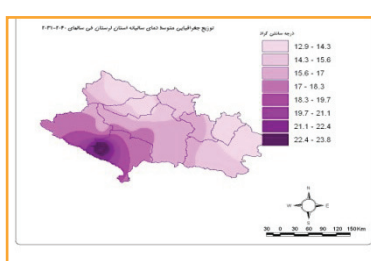 توزیع جغرافیایی متوسط دمای سالیانه استان لرستان طی سالهای ۲۰۴۰-۲۰۳۱
درجه سانتی گراد
12.9 - 14.3
14.3 - 15.6
15.6 - 17
17 - 18.3
18.3 - 19.7
19.7 - 21.1
21.1 - 22.4
22.4 - 23.8
30 0 30 60 90 120 150 Km